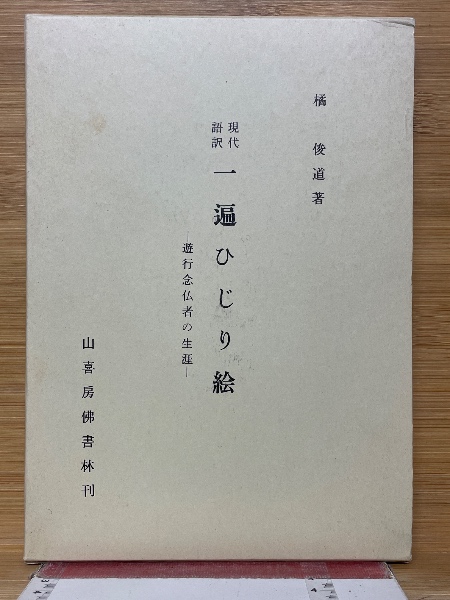 橘俊道著
現代
語訳
一遍ひじり絵
―遊行念仏者の生涯―
山喜房佛書林刊